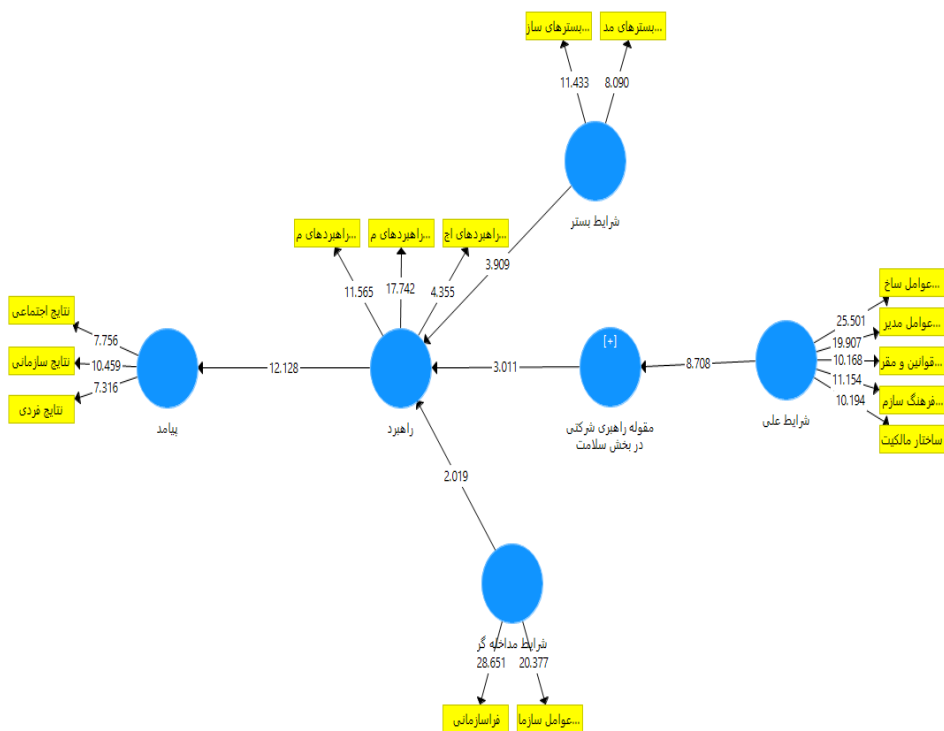 بسترهای ساز...
بسترهای مد...
11.433
8.090
شرایط بستر
راهبردهای م...
راهبردهای م...
راهبردهای اج...
11.565
17.742
4.355
3.909
عوامل ساخ...
عوامل مدیر...
قوانین و مقر...
فرهنگ سازم...
ساختار مالکیت
25.501
19.907
10.168
11.154
10.194
شرایط علی
8.708
[+]
مقوله راهبری شرکتی
در بخش سلامت
3.011
راهبرد
12.128
نتایج اجتماعی
نتایج سازمانی
نتایج فردی
7.756
10.459
7.316
پیامد
2.019
شرایط مداخله گر
28.651
20.377
فراسازمانی
عوامل سازما...